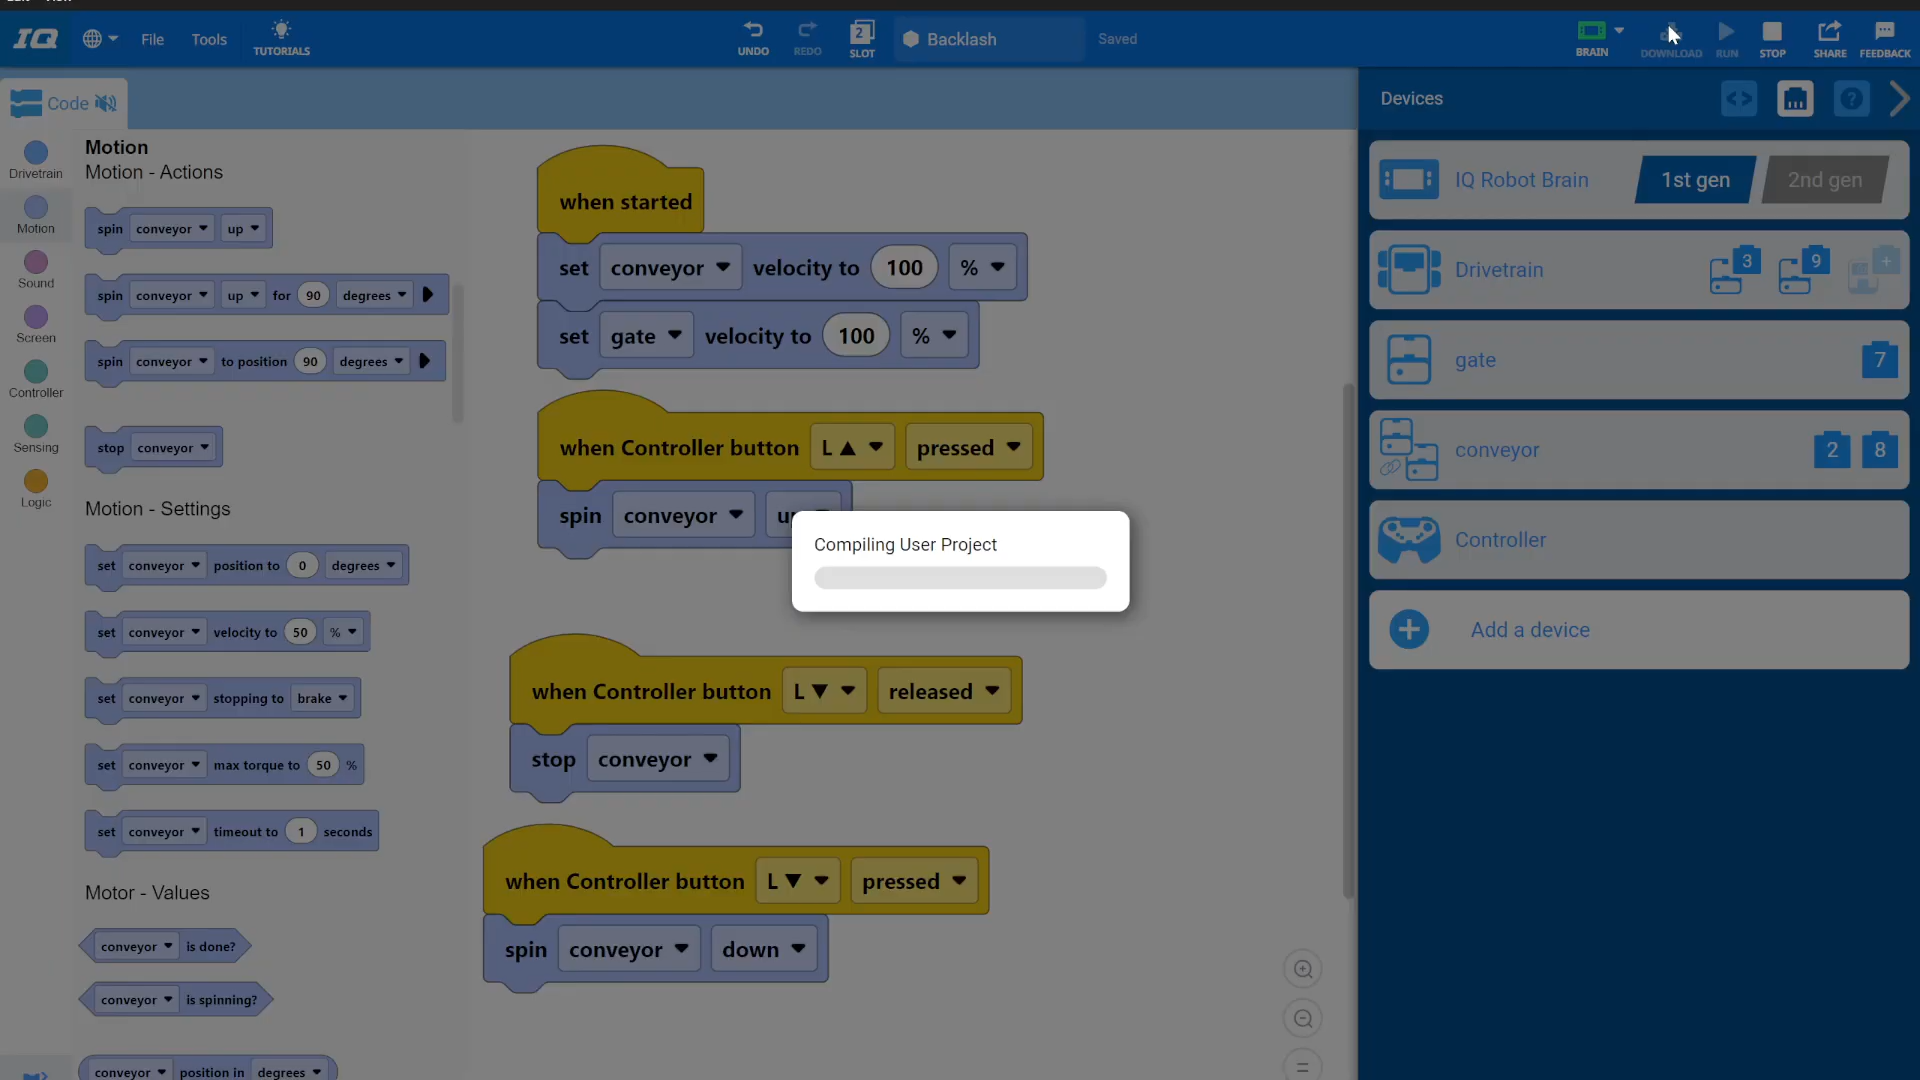 IQ
File
Tools
TUTORIALS
UNDO
REDO
2
SLOT
Backlash
Saved
BRAIN
DOWNLOAD
RUN
STOP
SHARE
FEEDBACK
Code
Devices
Drivetrain
Motion
Sound
Screen
Controller
Sensing
Logic
Motion
Motion - Actions
spin conveyor up
spin conveyor up for 90 degrees
spin conveyor to position 90 degrees
stop conveyor
Motion - Settings
set conveyor position to 0 degrees
set conveyor velocity to 50 %
set conveyor stopping to brake
set conveyor max torque to 50 %
set conveyor timeout to 1 seconds
Motor - Values
conveyor is done?
conveyor is spinning?
conveyor position in degrees
when started
set conveyor velocity to 100 %
set gate velocity to 100 %
when Controller button L ▲ pressed
spin conveyor
Compiling User Project
when Controller button L ▼ released
stop conveyor
when Controller button L ▼ pressed
spin conveyor down
IQ Robot Brain 1st gen 2nd gen
Drivetrain 3 9
gate 7
conveyor 2 8
Controller
Add a device